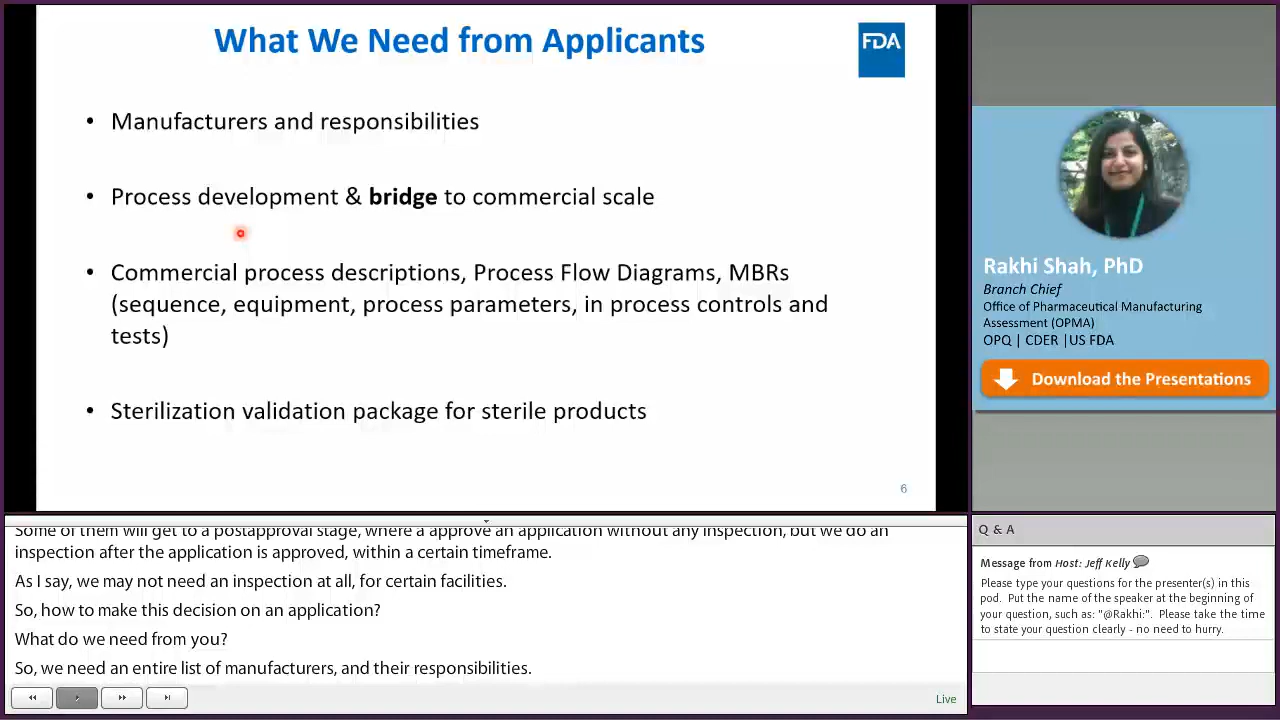 What We Need from Applicants
FDA
• Manufacturers and responsibilities
• Process development & bridge to commercial scale
• Commercial process descriptions, Process Flow Diagrams, MBRs
(sequence, equipment, process parameters, in process controls and
tests)
• Sterilization validation package for sterile products
6
Rakhi Shah, PhD
Branch Chief
Office of Pharmaceutical Manufacturing
Assessment (OPMA)
OPQ | CDER |US FDA
Download the Presentations
Some of them will get to a postapproval stage, where a approve an application without any inspection, but we do an
inspection after the application is approved, within a certain timeframe.
As I say, we may not need an inspection at all, for certain facilities.
So, how to make this decision on an application?
What do we need from you?
So, we need an entire list of manufacturers, and their responsibilities.
Live
Q & A
Message from Host: Jeff Kelly
Please type your questions for the presenter(s) in this
pod. Put the name of the speaker at the beginning of
your question, such as: "@Rakhi:". Please take the time
to state your question clearly - no need to hurry.